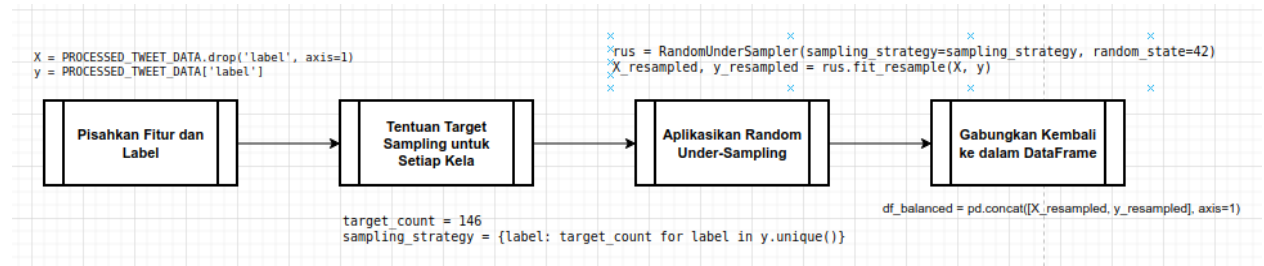 X = PROCESSED_TWEET_DATA.drop('label', axis=1)
y = PROCESSED_TWEET_DATA['label']
rus = RandomUnderSampler(sampling_strategy=sampling_strategy, random_state=42)
X_resampled, y_resampled = rus.fit_resample(X, y)
Pisahkan Fitur dan
Label
Tentuan Target
Sampling untuk
Setiap Kela
Aplikasikan Random
Under-Sampling
Gabungkan Kembali
ke dalam DataFrame
target_count = 146
sampling_strategy = {label: target_count for label in y.unique()}
df_balanced = pd.concat([X_resampled, y_resampled], axis=1)